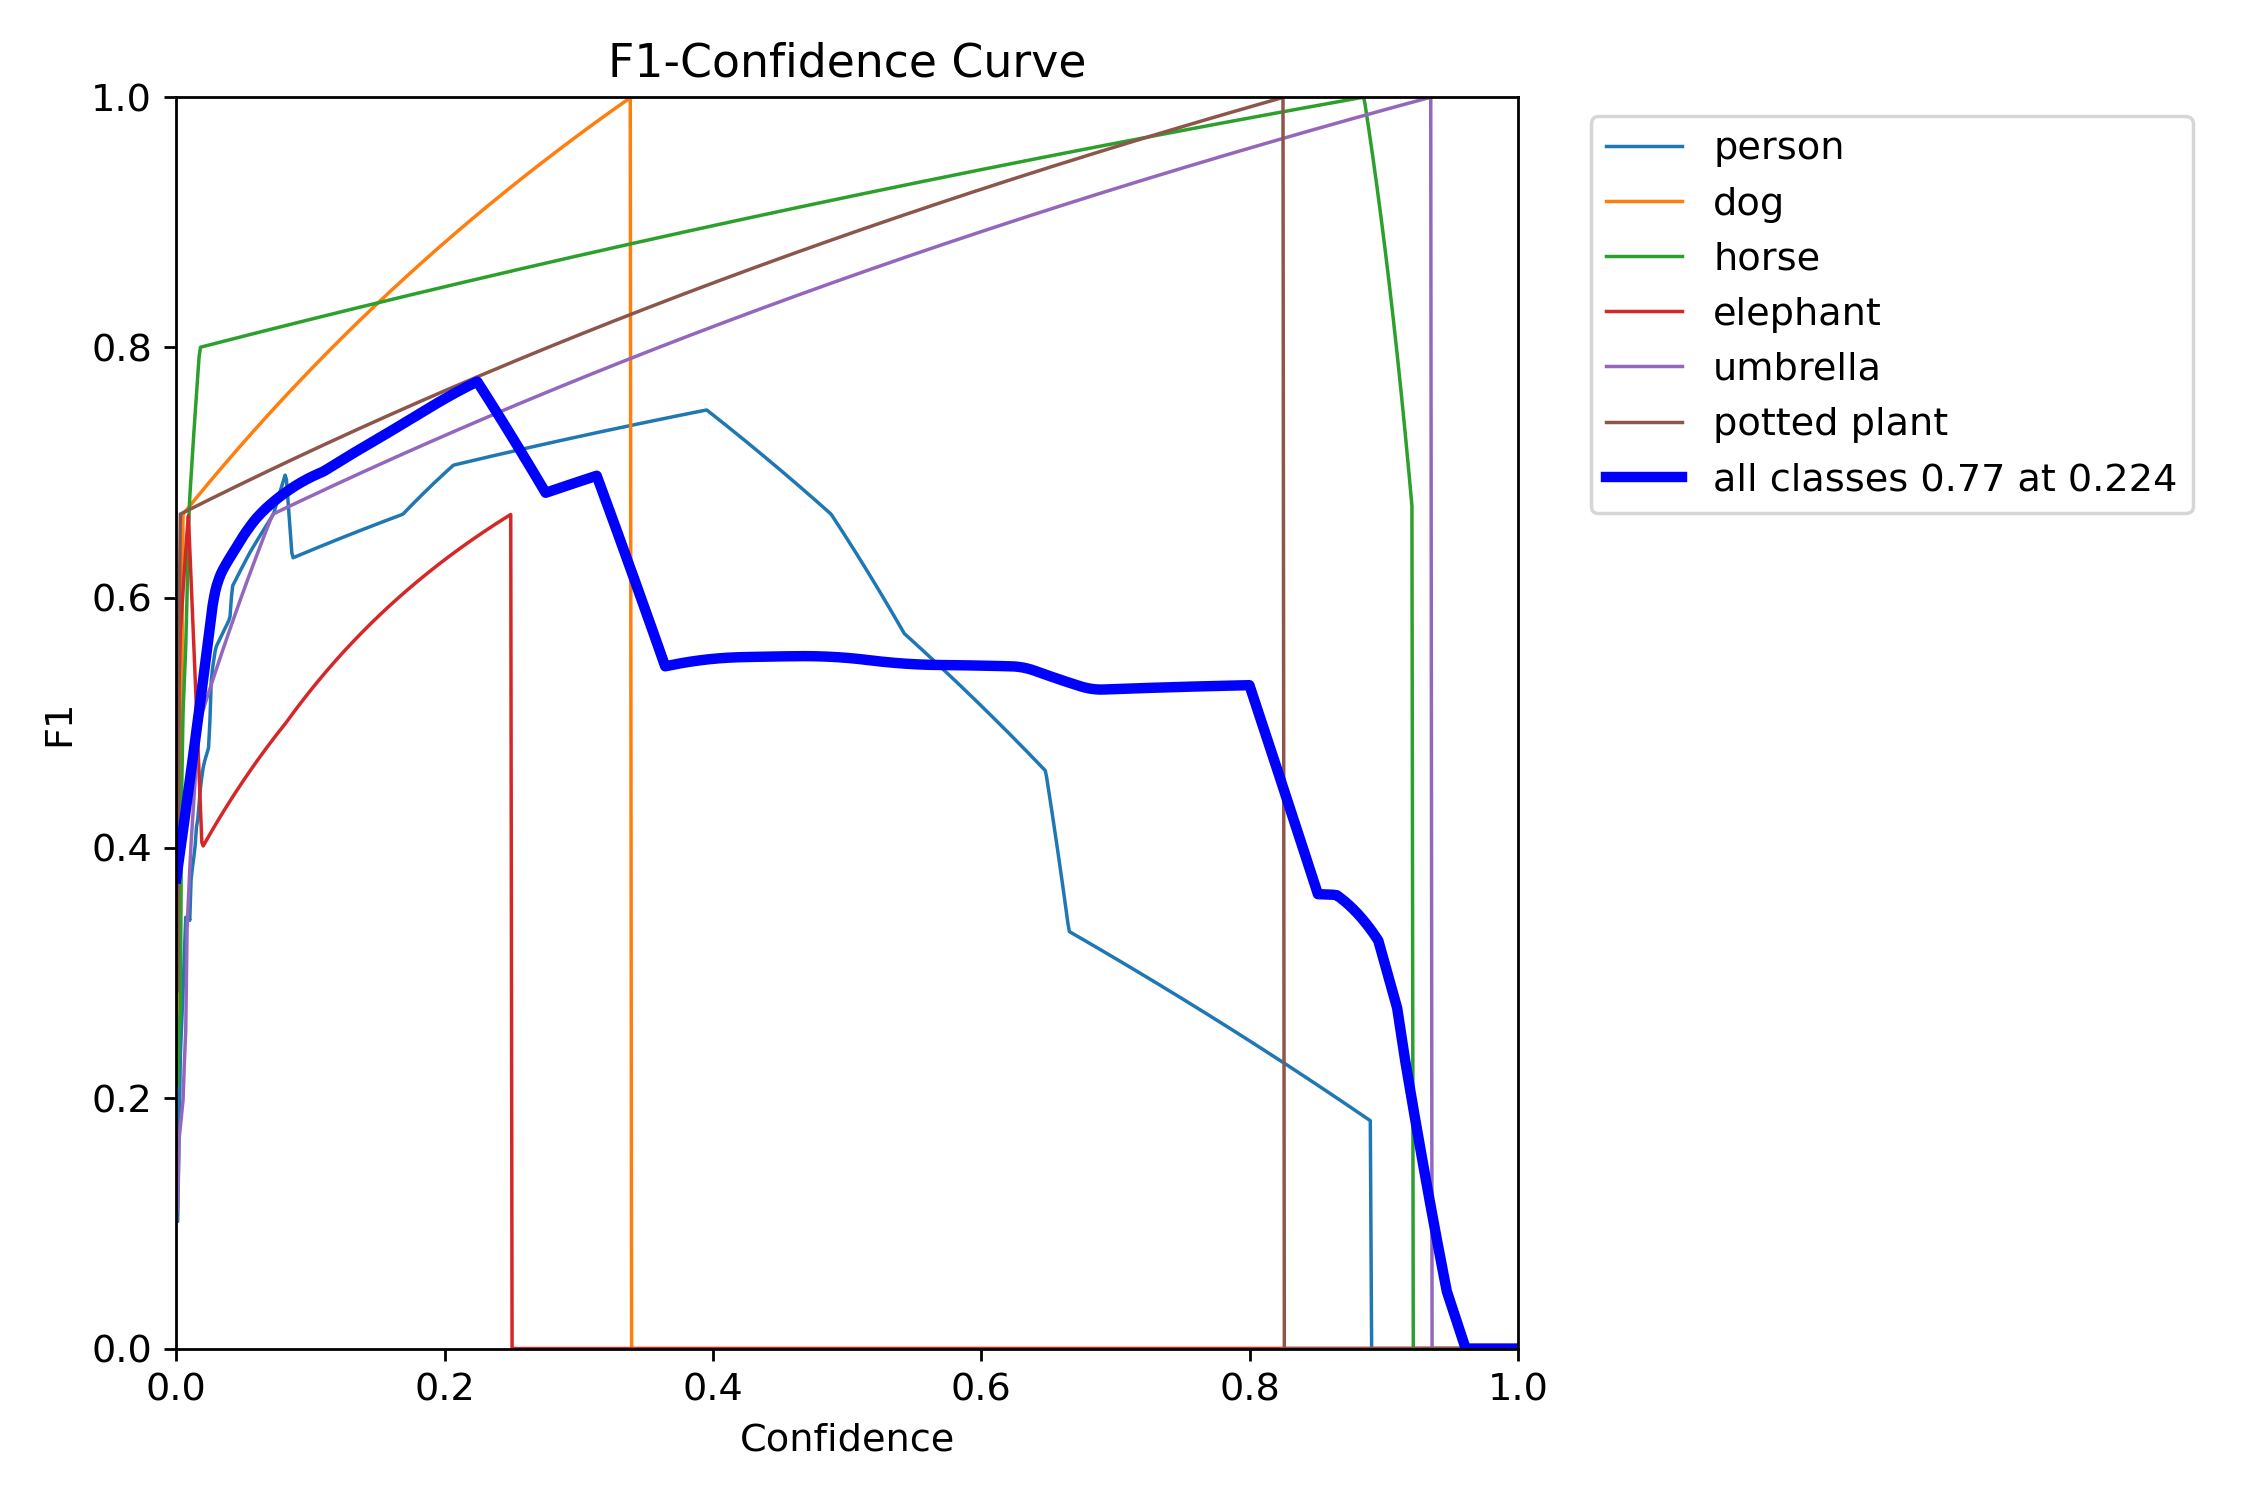 F1-Confidence Curve
1.0
0.8
0.6
0.4
0.2
0.0
F1
0.0 0.2 0.4 0.6 0.8 1.0
Confidence
person
dog
horse
elephant
umbrella
potted plant
all classes 0.77 at 0.224